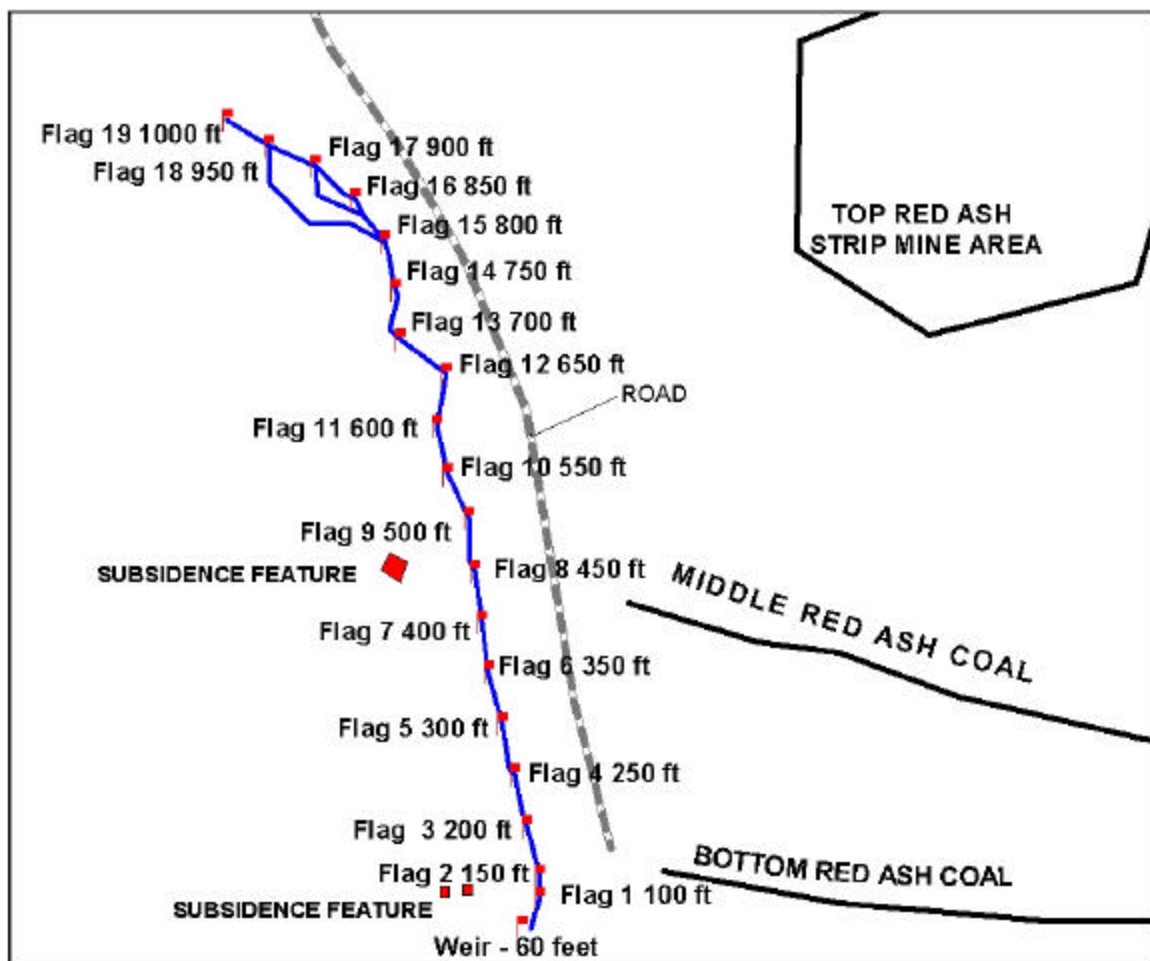 Flag 19 1000 ft
Flag 17 900 ft
Flag 18 950 ft
Flag 16 850 ft
Flag 15 800 ft
TOP RED ASH
STRIP MINE AREA
Flag 14 750 ft
Flag 13 700 ft
Flag 12 650 ft
ROAD
Flag 11 600 ft
Flag 10 550 ft
Flag 9 500 ft
SUBSIDENCE FEATURE
Flag 8 450 ft
MIDDLE RED ASH COAL
Flag 7 400 ft
Flag 6 350 ft
Flag 5 300 ft
Flag 4 250 ft
Flag 3 200 ft
Flag 2 150 ft
BOTTOM RED ASH COAL
Flag 1 100 ft
SUBSIDENCE FEATURE
Weir - 60 feet